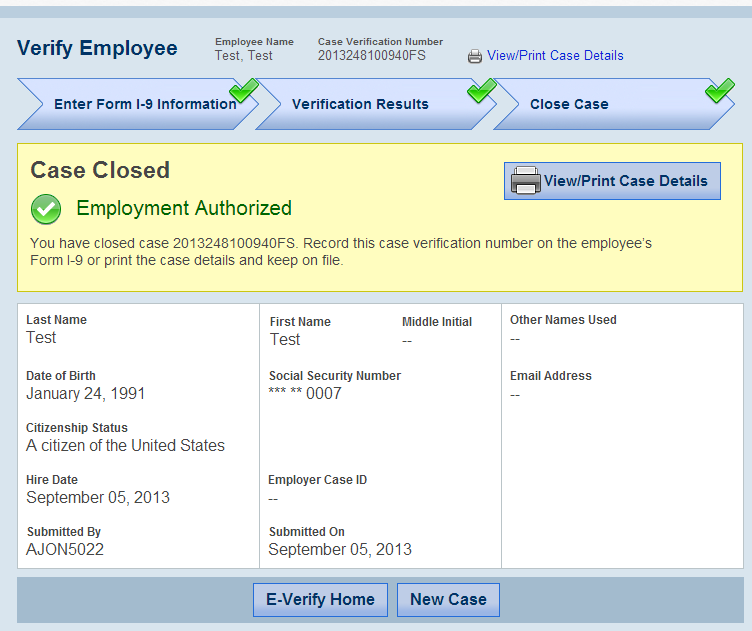 Verify Employee
Employee Name
Test, Test
Case Verification Number
2013248100940FS
View/Print Case Details
Enter Form I-9 Information
Verification Results
Close Case
Case Closed
View/Print Case Details
Employment Authorized
You have closed case 2013248100940FS. Record this case verification number on the employee's
Form I-9 or print the case details and keep on file.
Last Name
Test
First Name
Test
Middle Initial
--
Other Names Used
--
Date of Birth
January 24, 1991
Social Security Number
*** ** 0007
Email Address
--
Citizenship Status
A citizen of the United States
Hire Date
September 05, 2013
Employer Case ID
--
Submitted By
AJON5022
Submitted On
September 05, 2013
E-Verify Home
New Case